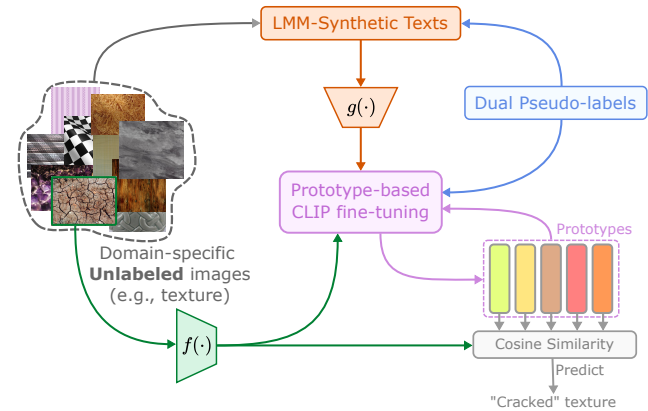 LMM-Synthetic Texts
g(·)
Dual Pseudo-labels
Prototype-based
CLIP fine-tuning
Prototypes
Domain-specific
Unlabeled images
(e.g., texture)
f(·)
Cosine Similarity
Predict
"Cracked" texture